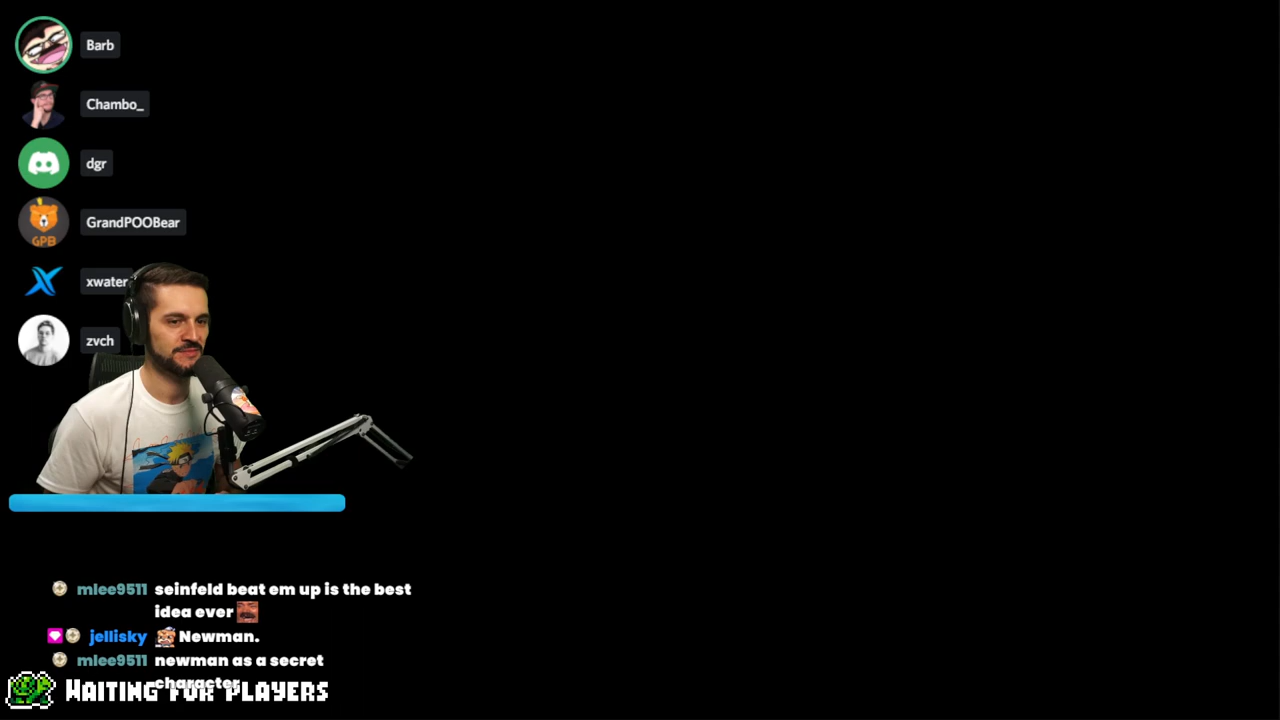 Barb
Chambo_
dgr
GrandPOOBear
GPB
xwater
zvch
mlee9511 seinfeld beat em up is the best
idea ever
jellisky Newman.
mlee9511 newman as a secret
character
WAITING FOR PLAYERS